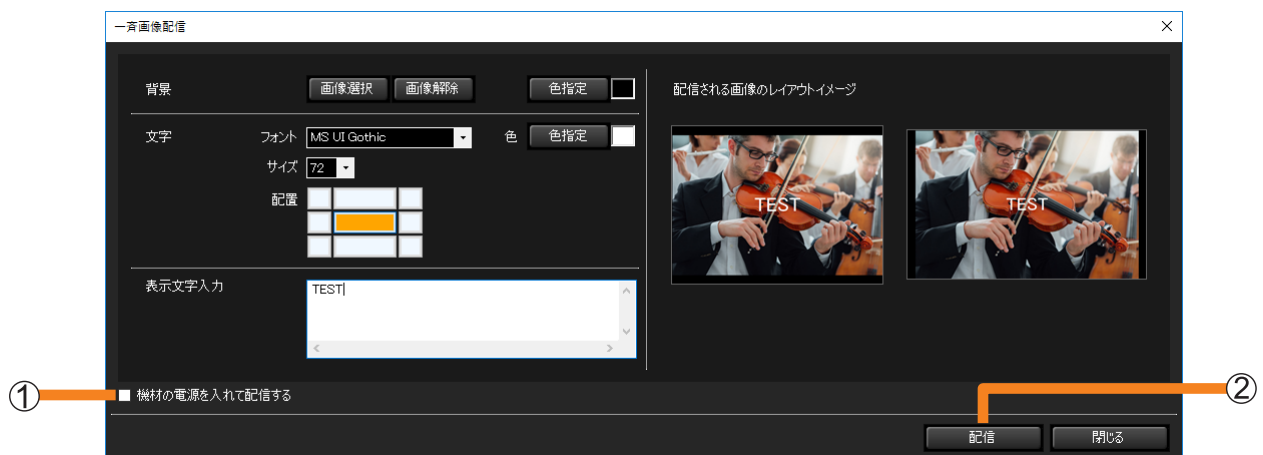 一斉画像配信
背景 画像選択 画像解除 色指定
配信される画像のレイアウトイメージ
文字 フォント MS UI Gothic 色 色指定
サイズ 72
配置
TEST TEST
表示文字入力 TEST
① 機材の電源を入れて配信する
②
配信 閉じる